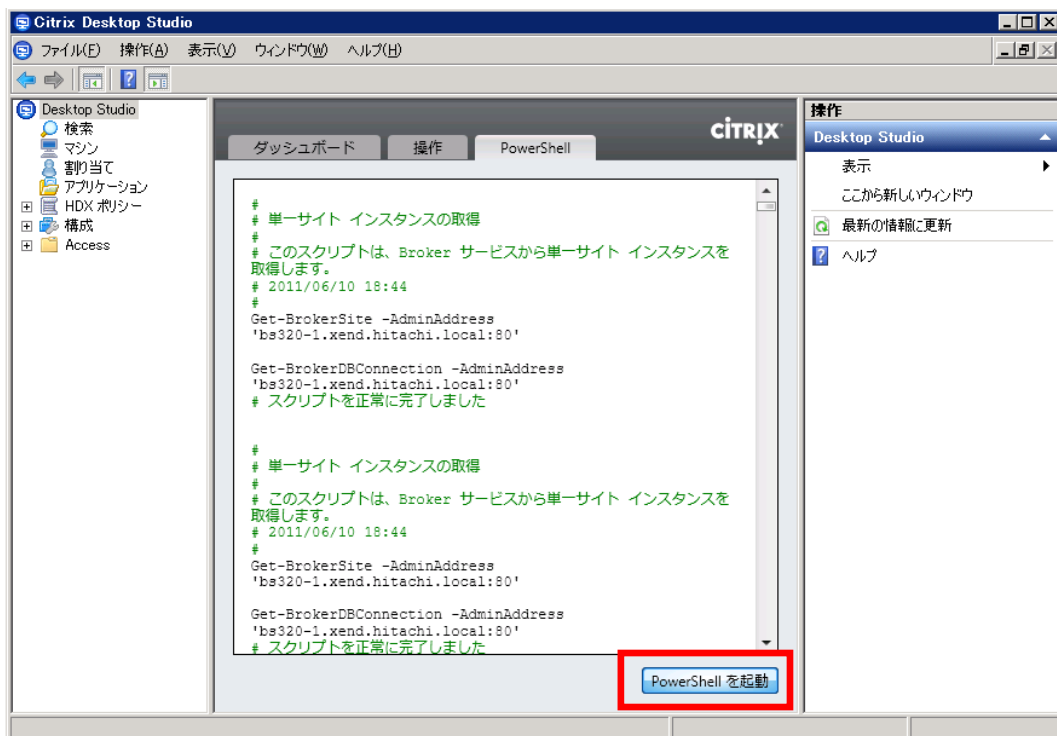 Citrix Desktop Studio
ファイル(F) 操作(A) 表示(V) ウィンドウ(W) ヘルプ(H)
Desktop Studio
検索
マシン
割り当て
アプリケーション
HDX ポリシー
構成
Access
CITRIX
ダッシュボード 操作 PowerShell
#
# 単一サイト インスタンスの取得
#
# このスクリプトは、Broker サービスから単一サイト インスタンスを
取得します。
# 2011/06/10 18:44
#
Get-BrokerSite -AdminAddress
'bs320-1.xend.hitachi.local:80'
Get-BrokerDBConnection -AdminAddress
'bs320-1.xend.hitachi.local:80'
# スクリプトを正常に完了しました
#
# 単一サイト インスタンスの取得
#
# このスクリプトは、Broker サービスから単一サイト インスタンスを
取得します。
# 2011/06/10 18:44
#
Get-BrokerSite -AdminAddress
'bs320-1.xend.hitachi.local:80'
Get-BrokerDBConnection -AdminAddress
'bs320-1.xend.hitachi.local:80'
# スクリプトを正常に完了しました
PowerShell を起動
操作
Desktop Studio
表示
ここから新しいウィンドウ
最新の情報に更新
ヘルプ